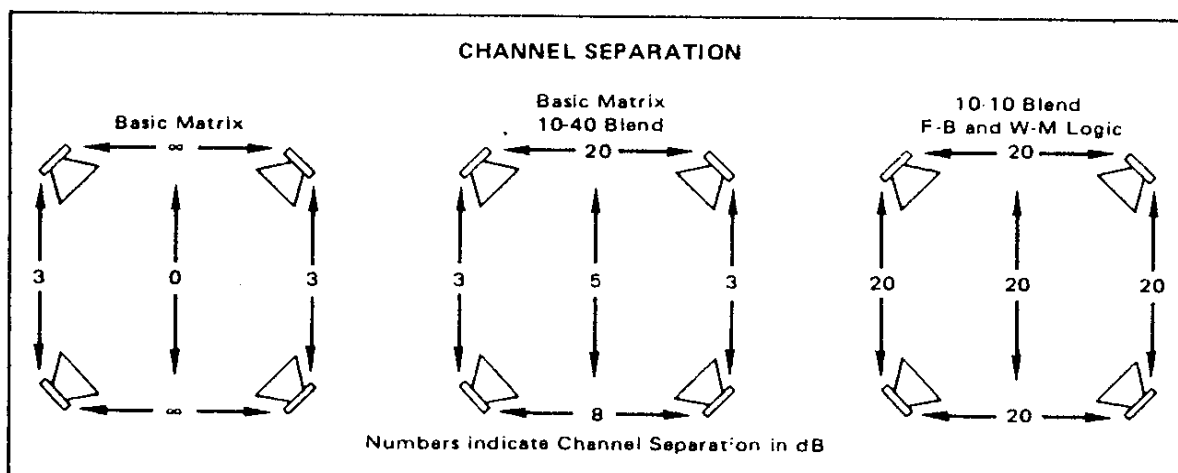 CHANNEL SEPARATION
Basic Matrix
∞
3
0
3
∞
Basic Matrix
10-40 Blend
20
3
5
3
8
10-10 Blend
F-B and W-M Logic
20
20
20
20
20
Numbers indicate Channel Separation in dB